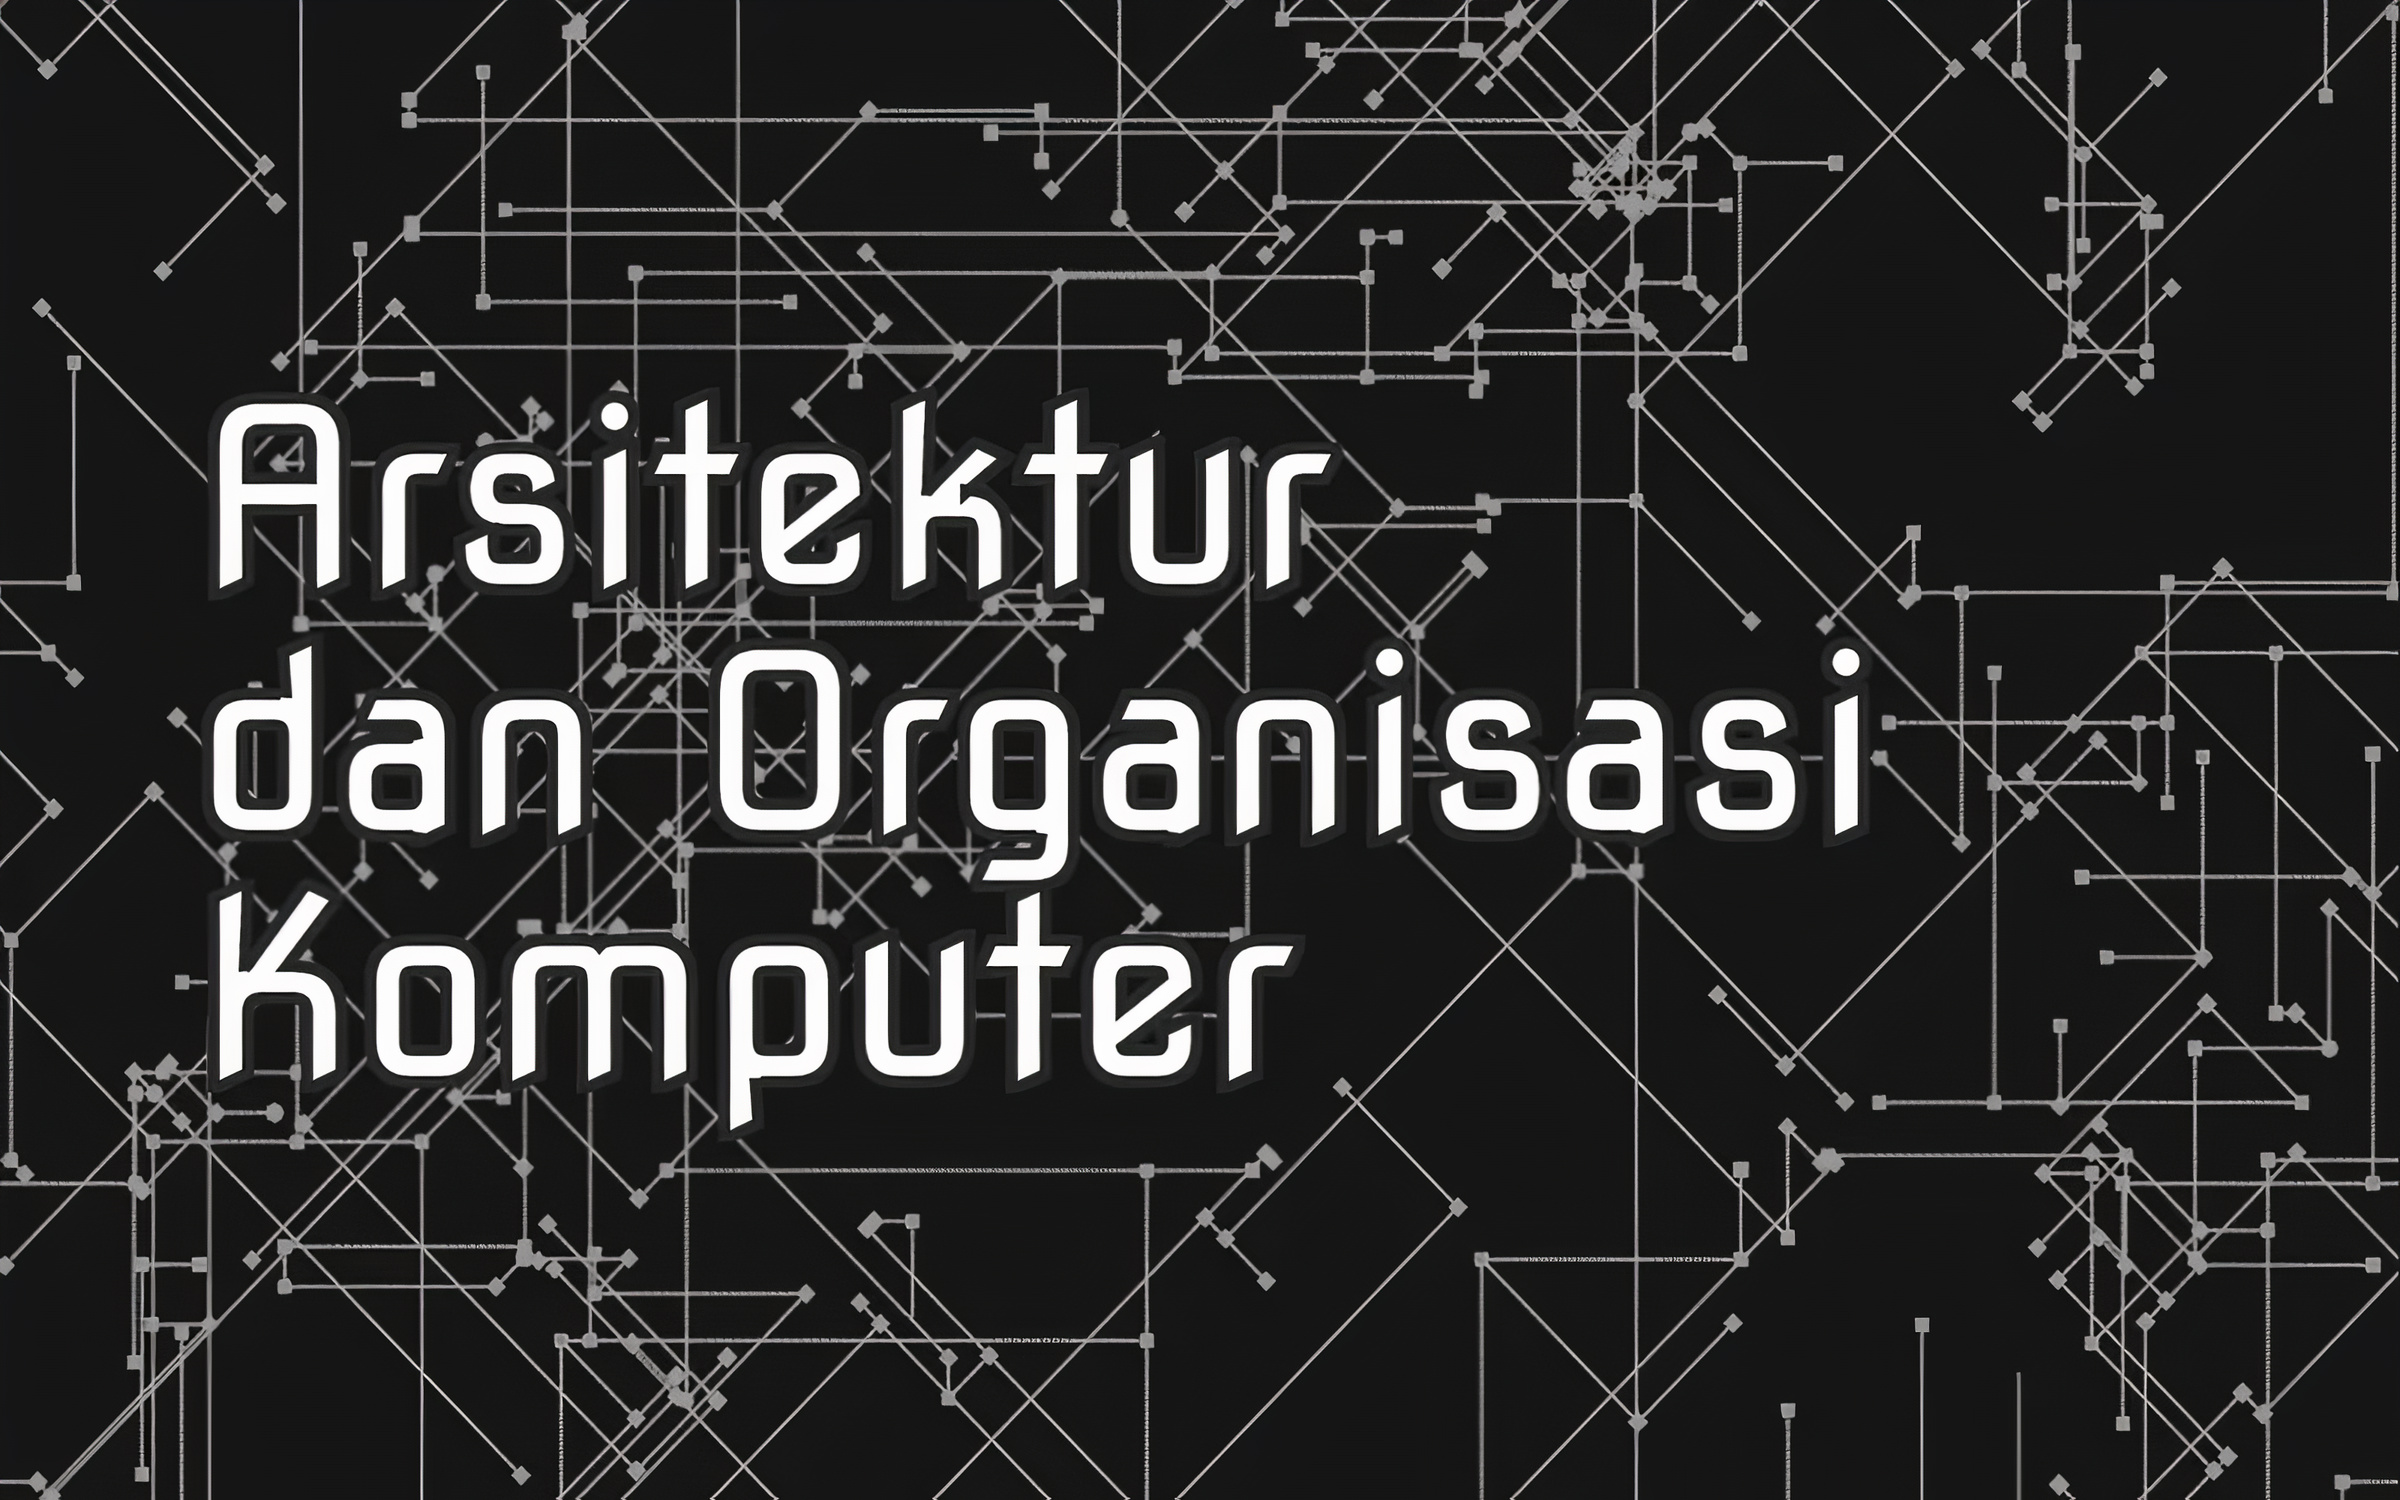 Arsitektur
dan Organisasi
Komputer